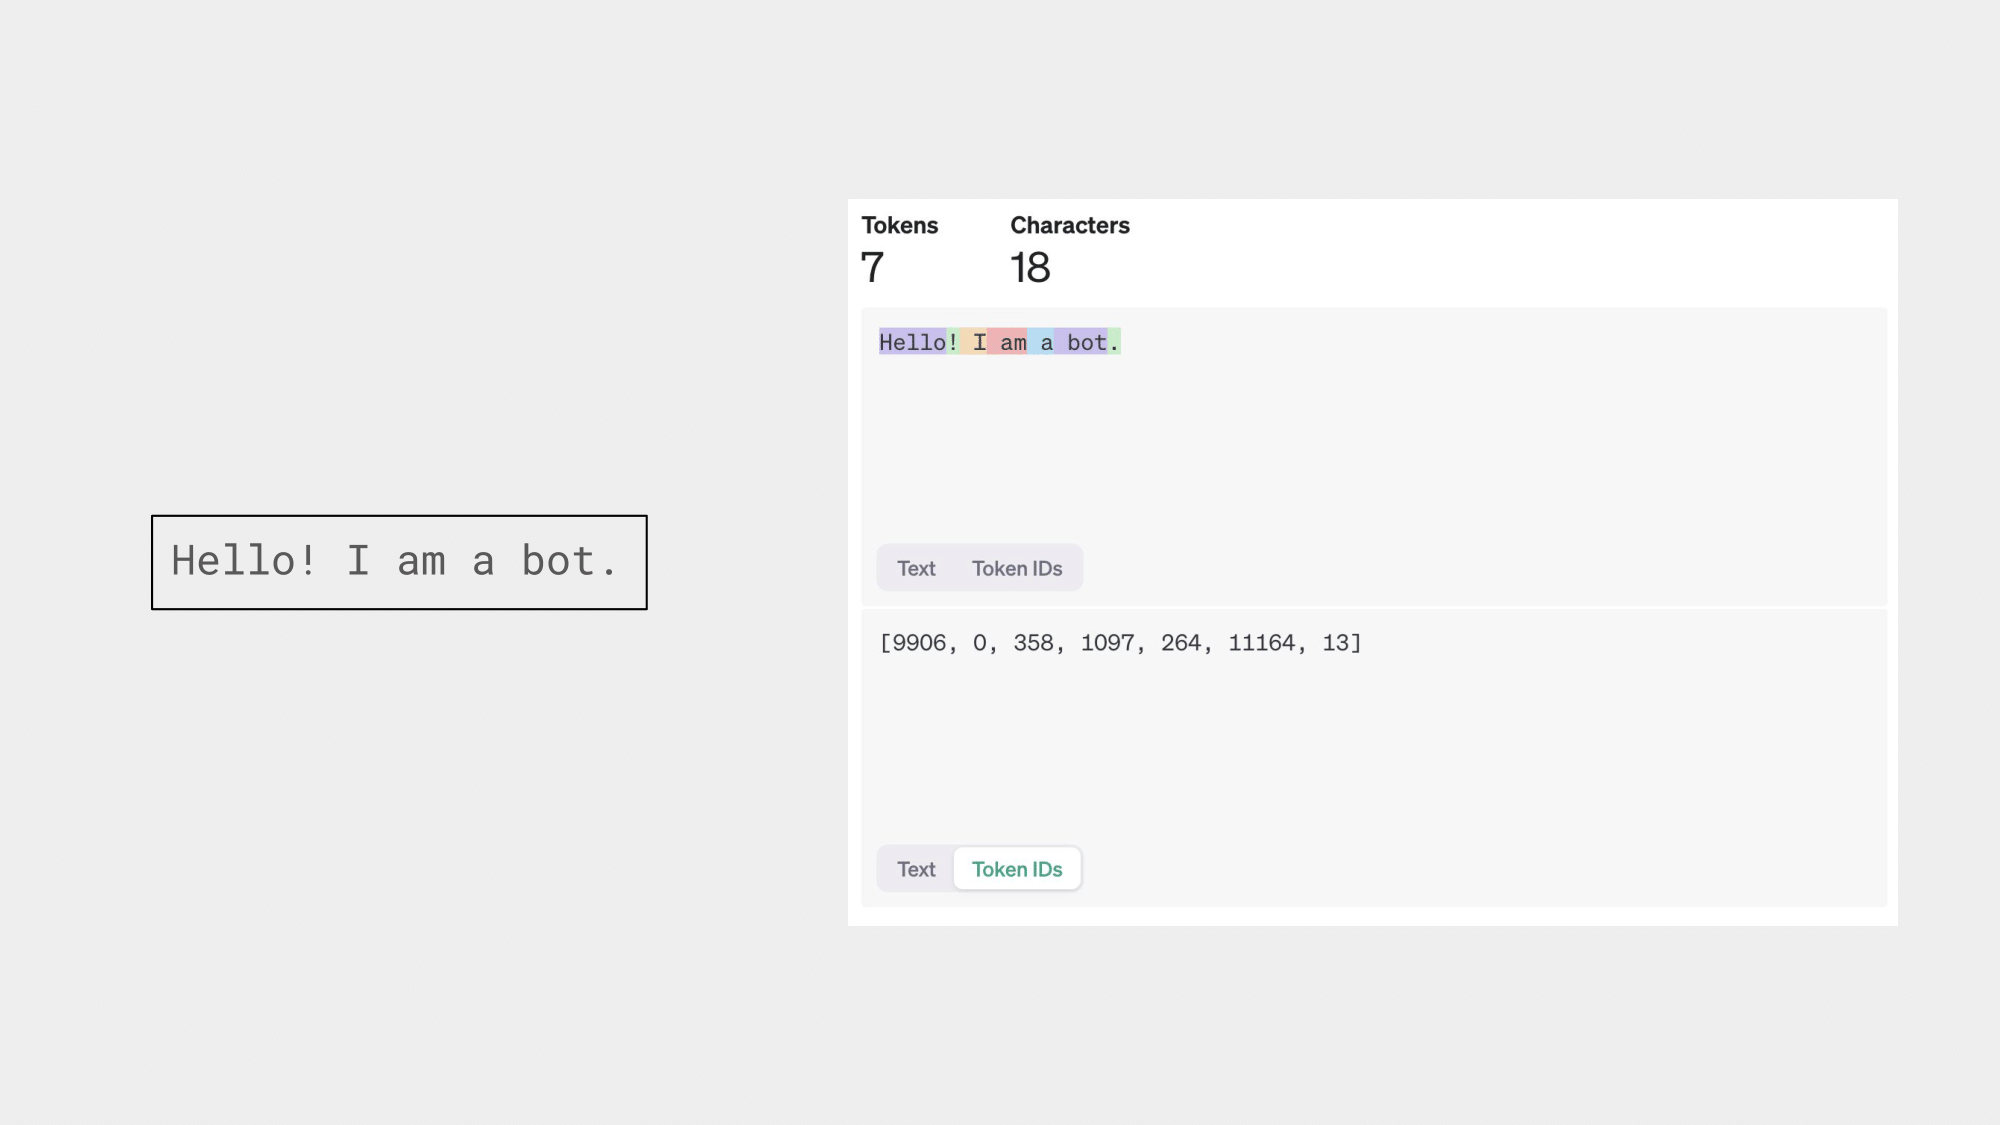 Hello! I am a bot.
Tokens Characters
7 18
Hello! I am a bot.
Text Token IDs
[9906, 0, 358, 1097, 264, 11164, 13]
Text Token IDs